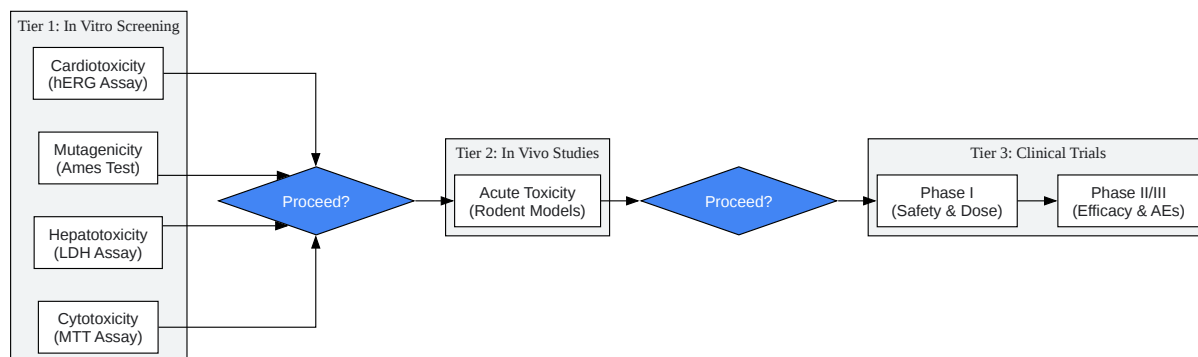 Tier 1: In Vitro Screening
Cardiotoxicity
(hERG Assay)
Mutagenicity
(Ames Test)
Hepatotoxicity
(LDH Assay)
Cytotoxicity
(MTT Assay)
Proceed?
Tier 2: In Vivo Studies
Acute Toxicity
(Rodent Models)
Proceed?
Tier 3: Clinical Trials
Phase I
(Safety & Dose)
Phase II/III
(Efficacy & AEs)